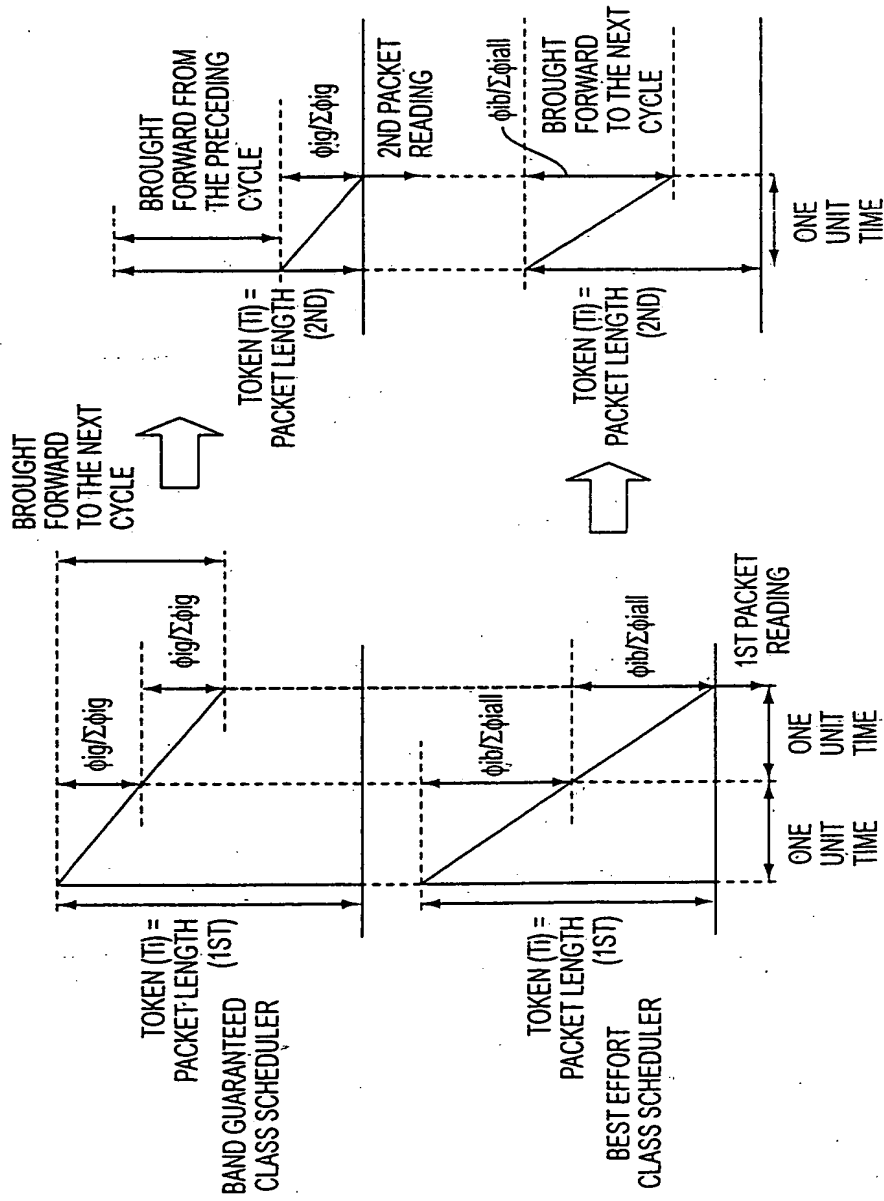 BROUGHT
FORWARD
TO THE NEXT
CYCLE
TOKEN (Ti) =
PACKET LENGTH
(1ST)
BAND GUARANTEED
CLASS SCHEDULER
ϕig/Σϕig
ϕig/Σϕig
BROUGHT
FORWARD FROM
THE PRECEDING
CYCLE
TOKEN (Ti) =
PACKET LENGTH
(2ND)
ϕig/Σϕig
2ND PACKET
READING
TOKEN (Ti) =
PACKET LENGTH
(1ST)
BEST EFFORT
CLASS SCHEDULER
ϕib/Σϕiall
ϕib/Σϕiall
1ST PACKET
READING
ONE
UNIT
TIME
ONE
UNIT
TIME
TOKEN (Ti) =
PACKET LENGTH
(2ND)
ϕib/Σϕiall
BROUGHT
FORWARD
TO THE NEXT
CYCLE
ONE
UNIT
TIME